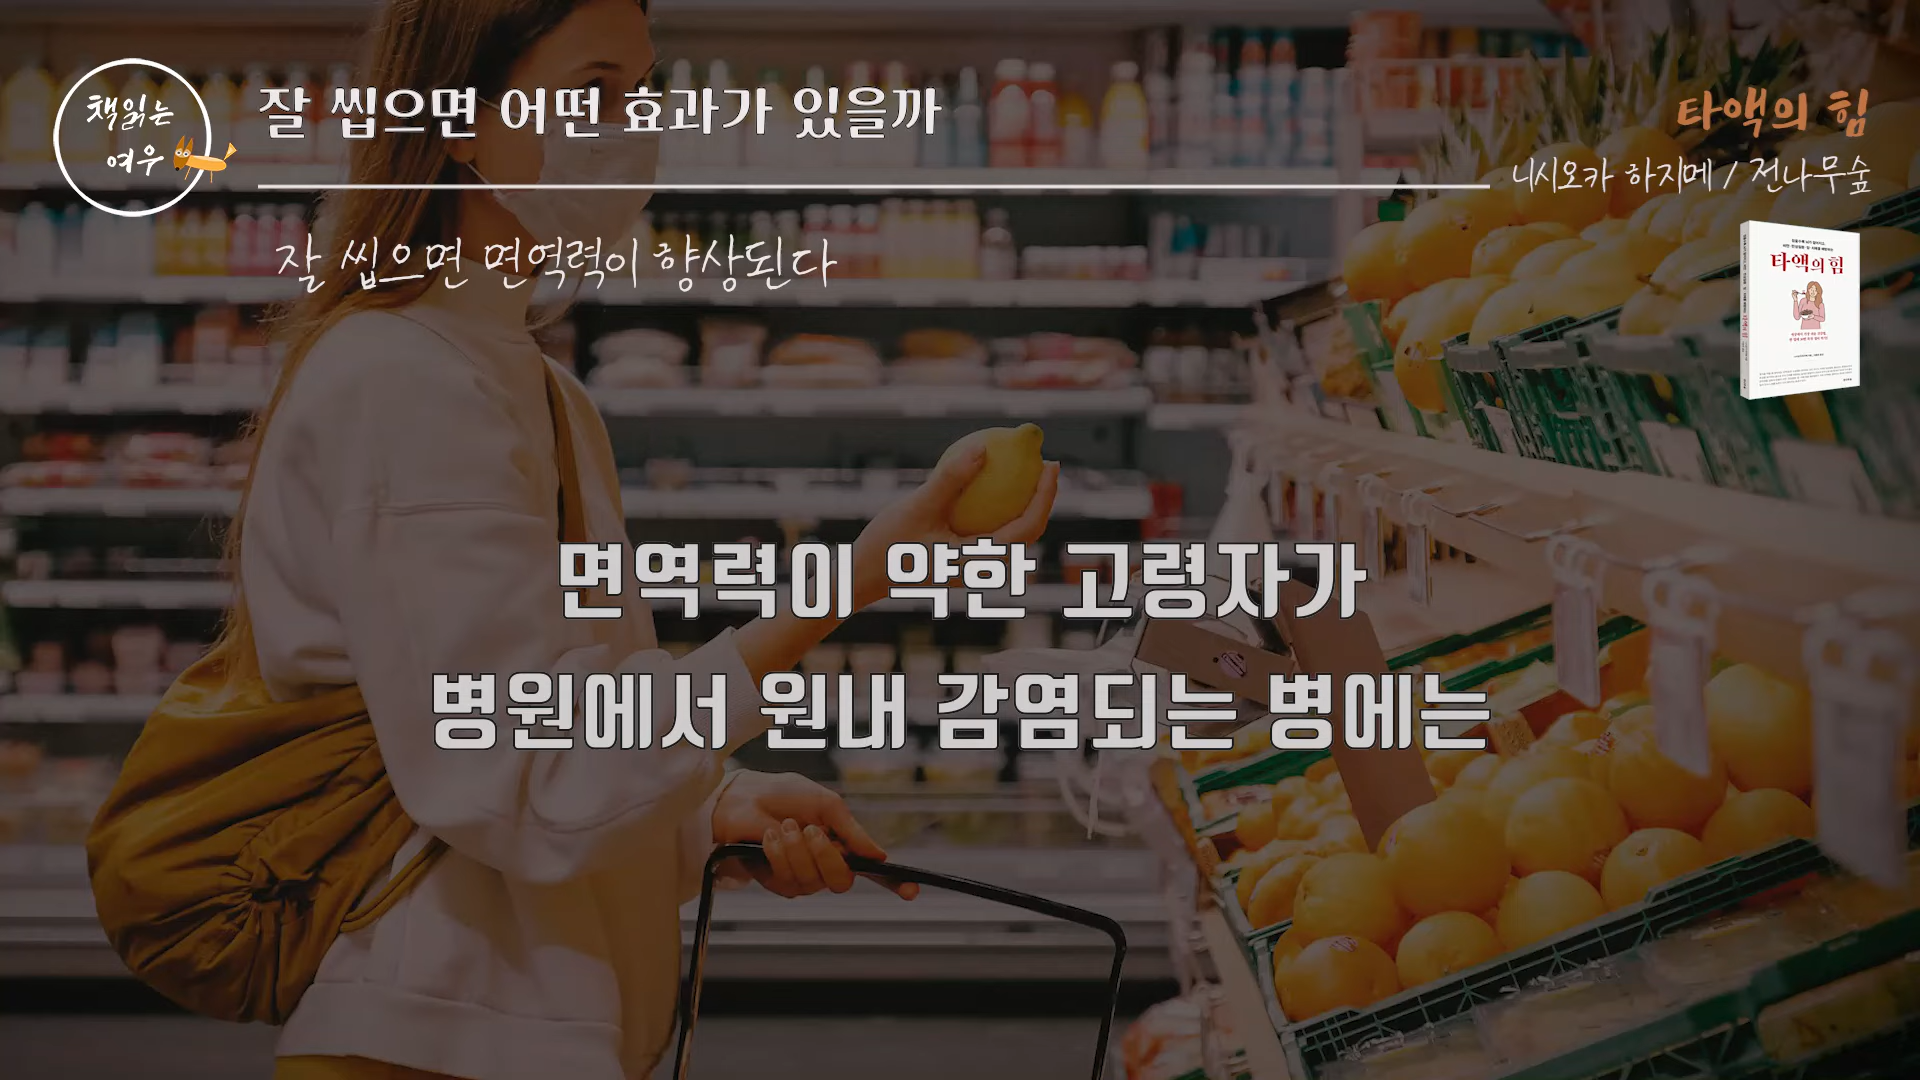 책읽는
여우
잘 씹으면 어떤 효과가 있을까
타액의 힘
니시오카 하지메 / 전나무숲
잘 씹으면 면역력이 향상된다
타액의 힘
면역력이 약한 고령자가
병원에서 원내 감염되는 병에는